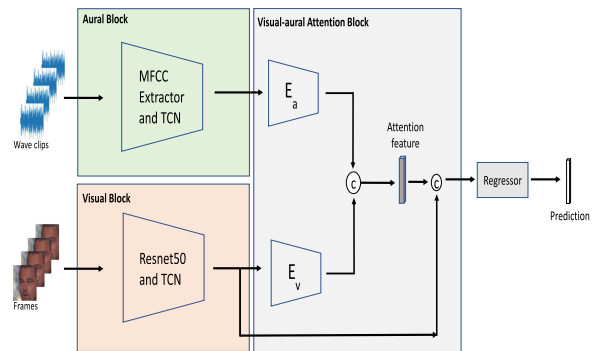 Aural Block
MFCC
Extractor
and TCN
Wave clips
Visual Block
Resnet50
and TCN
Frames
Visual-aural Attention Block
E
a
E
v
C
Attention
feature
C
Regressor
Prediction